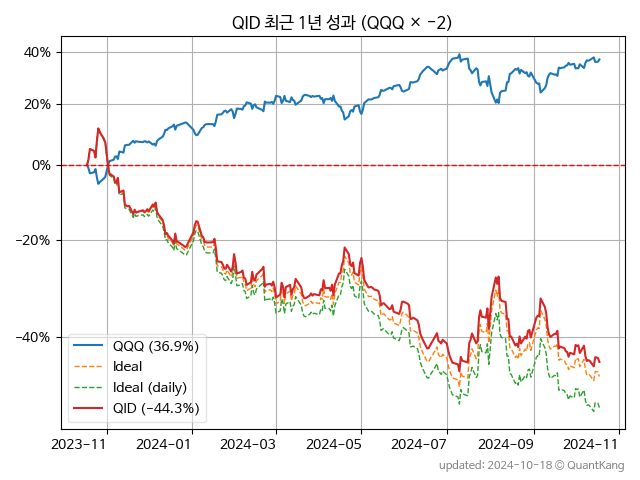 QID 최근 1년 성과 (QQQ × −2)
40%
20%
0%
−20%
−40%
QQQ (36.9%)
Ideal
Ideal (daily)
QID (−44.3%)
2023−11
2024−01
2024−03
2024−05
2024−07
2024−09
2024−11
updated: 2024-10-18 © QuantKang